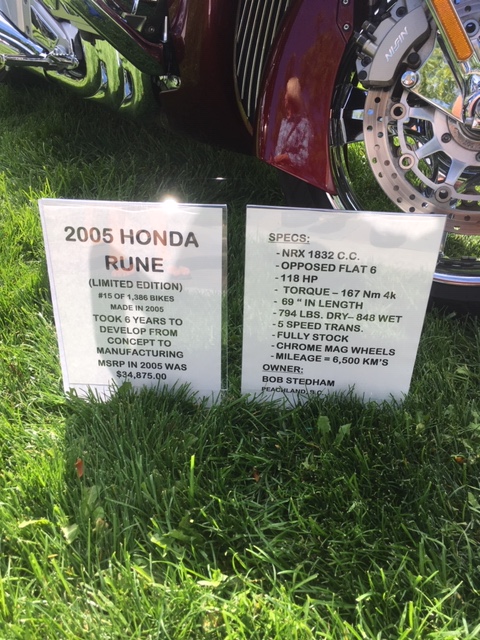 NISSIN
2005 HONDA
RUNE
(LIMITED EDITION)
#15 OF 1,386 BIKES
MADE IN 2005
TOOK 6 YEARS TO
DEVELOP FROM
CONCEPT TO
MANUFACTURING
MSRP IN 2005 WAS
$34,875.00
SPECS:
- NRX 1832 C.C.
- OPPOSED FLAT 6
- 118 HP
- TORQUE – 167 Nm 4k
- 69 " IN LENGTH
- 794 LBS. DRY– 848 WET
- 5 SPEED TRANS.
- FULLY STOCK
- CHROME MAG WHEELS
- MILEAGE = 6,500 KM'S
OWNER:
BOB STEDHAM
PEACHLAND, B.C.